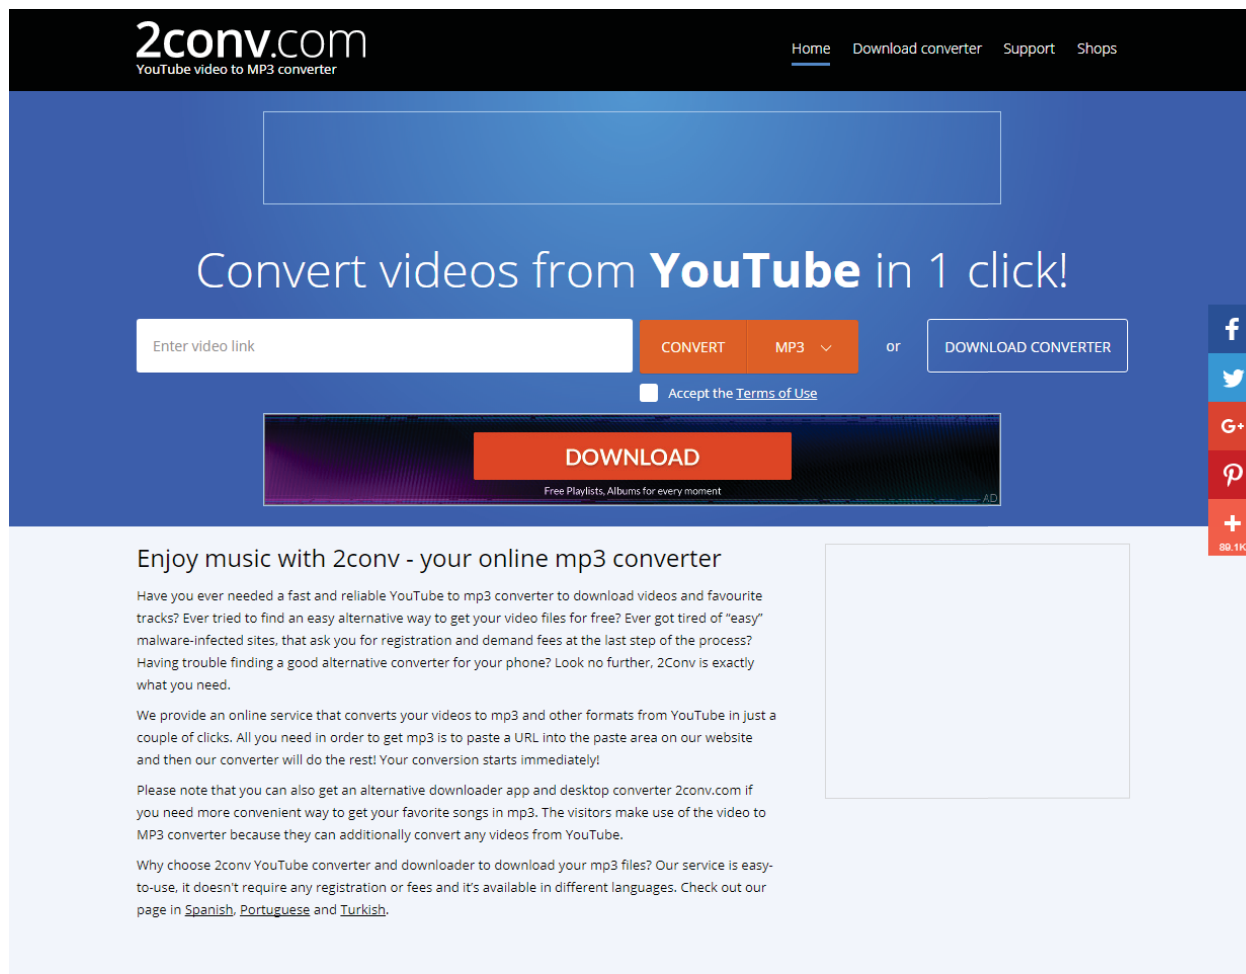 2conv.com
YouTube video to MP3 converter
Home Download converter Support Shops
Convert videos from YouTube in 1 click!
Enter video link CONVERT MP3 or DOWNLOAD CONVERTER
Accept the Terms of Use
DOWNLOAD
Free Playlists, Albums for every moment
AD
f
G+
89.1K
Enjoy music with 2conv - your online mp3 converter
Have you ever needed a fast and reliable YouTube to mp3 converter to download videos and favourite
tracks? Ever tried to find an easy alternative way to get your video files for free? Ever got tired of “easy”
malware-infected sites, that ask you for registration and demand fees at the last step of the process?
Having trouble finding a good alternative converter for your phone? Look no further, 2Conv is exactly
what you need.
We provide an online service that converts your videos to mp3 and other formats from YouTube in just a
couple of clicks. All you need in order to get mp3 is to paste a URL into the paste area on our website
and then our converter will do the rest! Your conversion starts immediately!
Please note that you can also get an alternative downloader app and desktop converter 2conv.com if
you need more convenient way to get your favorite songs in mp3. The visitors make use of the video to
MP3 converter because they can additionally convert any videos from YouTube.
Why choose 2conv YouTube converter and downloader to download your mp3 files? Our service is easy-
to-use, it doesn't require any registration or fees and it’s available in different languages. Check out our
page in Spanish, Portuguese and Turkish.